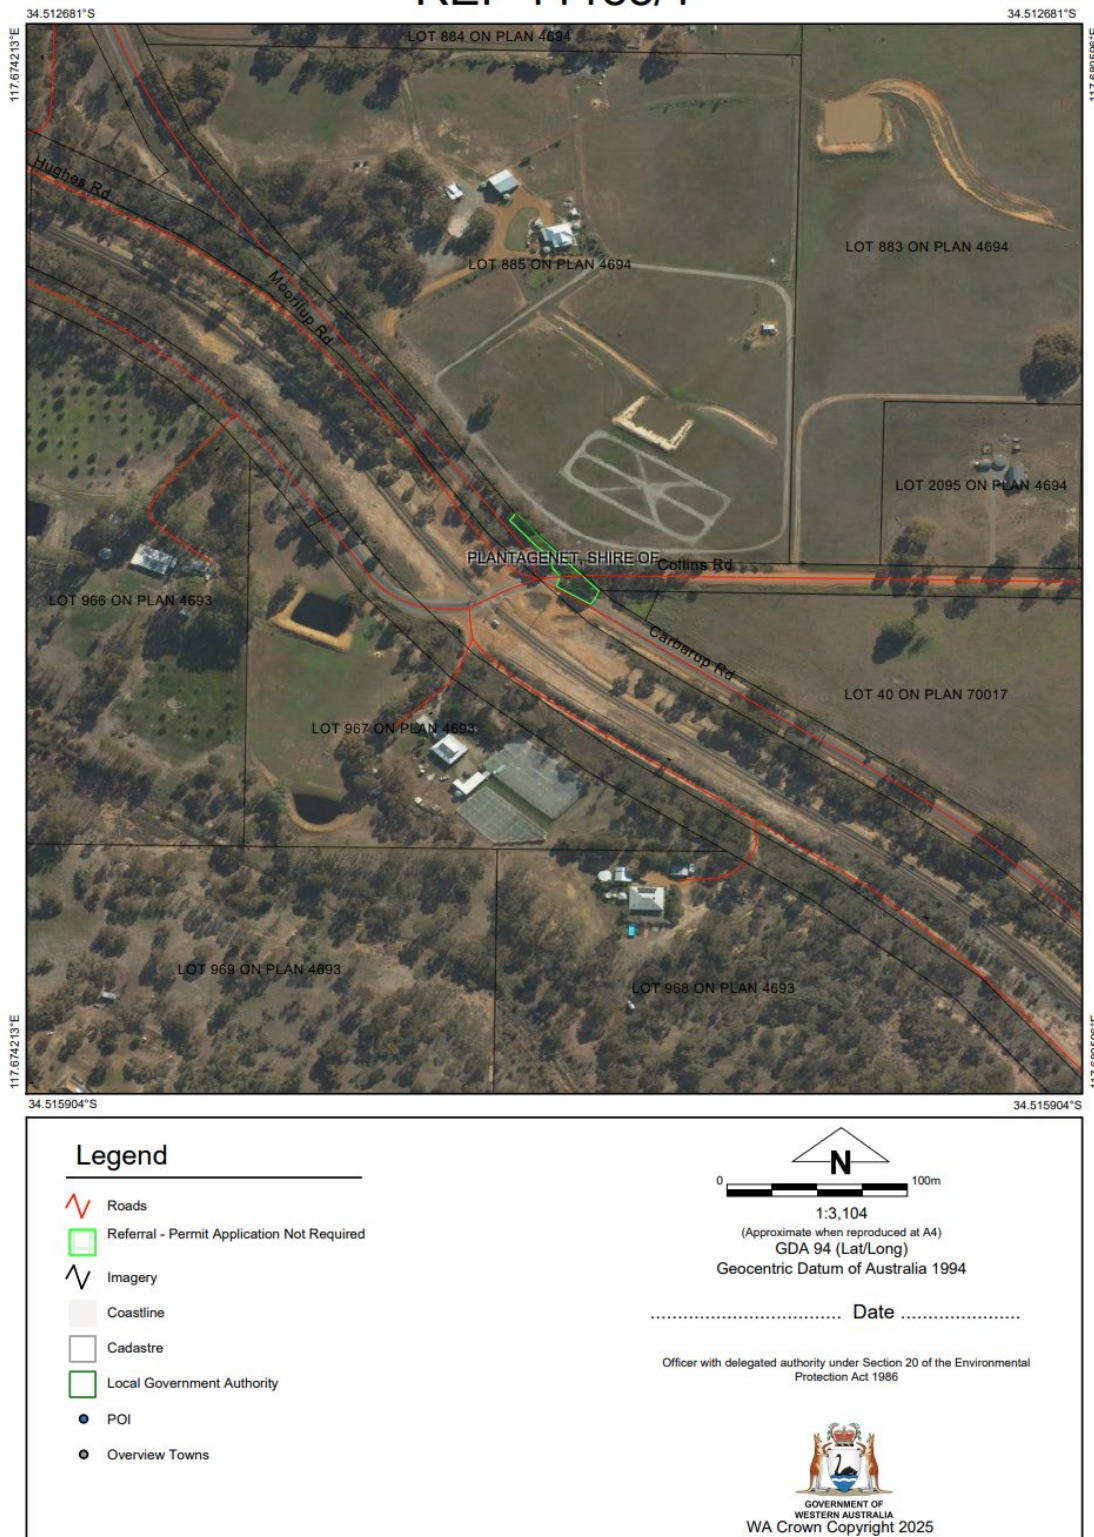 34.512681°S
34.512681°S
117.674213°E
LOT 884 ON PLAN 4694
Hughes Rd
LOT 883 ON PLAN 4694
LOT 885 ON PLAN 4694
Moorilup Rd
LOT 2095 ON PLAN 4694
PLANTAGENET, SHIRE OF
Collins Rd
LOT 966 ON PLAN 4693
Carbarup Rd
LOT 40 ON PLAN 70017
LOT 967 ON PLAN 4693
LOT 969 ON PLAN 4693
LOT 968 ON PLAN 4693
117.674213°E
34.515904°S
34.515904°S
Legend
Roads
Referral - Permit Application Not Required
Imagery
Coastline
Cadastre
Local Government Authority
POI
Overview Towns
N
0
100m
1:3,104
(Approximate when reproduced at A4)
GDA 94 (Lat/Long)
Geocentric Datum of Australia 1994
................................... Date ......................
Officer with delegated authority under Section 20 of the Environmental
Protection Act 1986
GOVERNMENT OF
WESTERN AUSTRALIA
WA Crown Copyright 2025